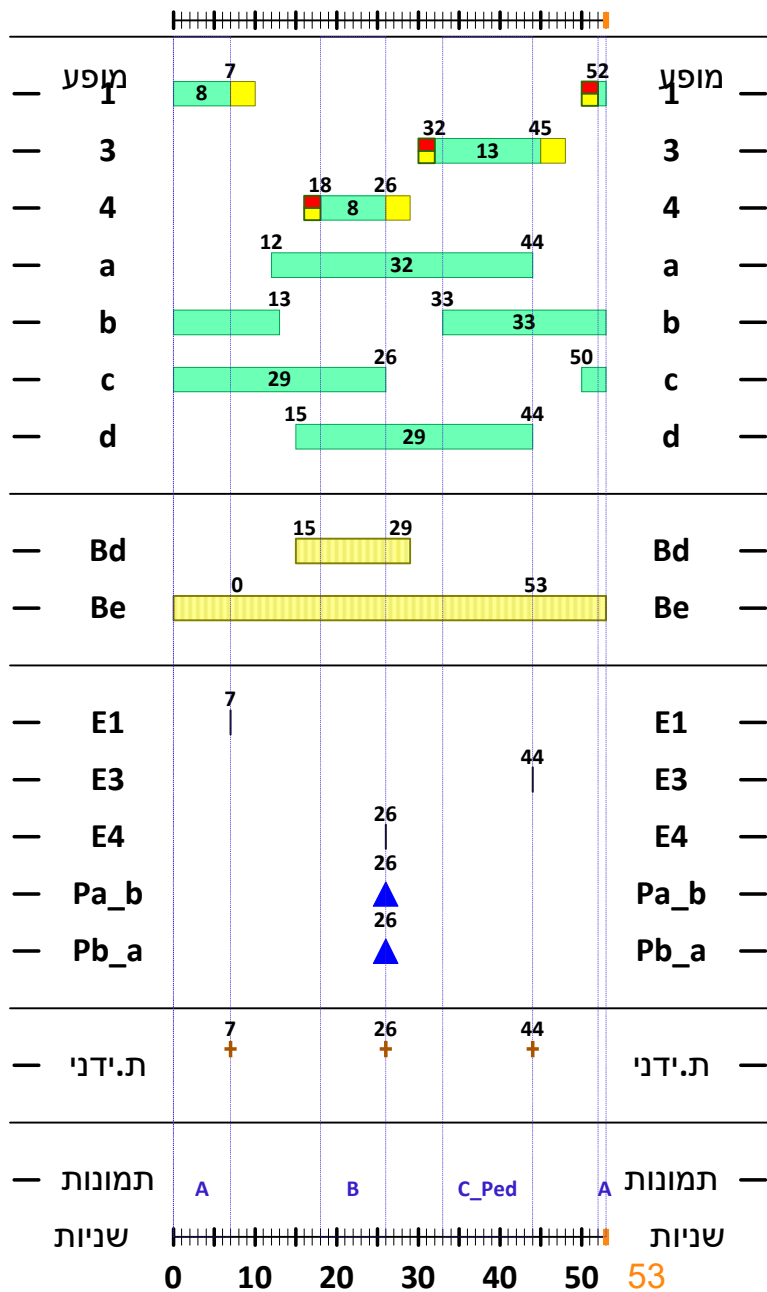 מופע 7 52 מופע
1 8 1
32 45
3 13 3
18 26
4 8 4
12 44
a 32 a
13 33
b 33 b
26 50
c 29 c
15 44
d 29 d
15 29
Bd Bd
0 53
Be Be
7
E1 E1
44
E3 E3
26
E4 E4
26
Pa_b Pa_b
26
Pb_a Pb_a
7 26 44
ת.ידני ת.ידני
תמונות A B C_Ped A תמונות
שניות שניות
0 10 20 30 40 50 53